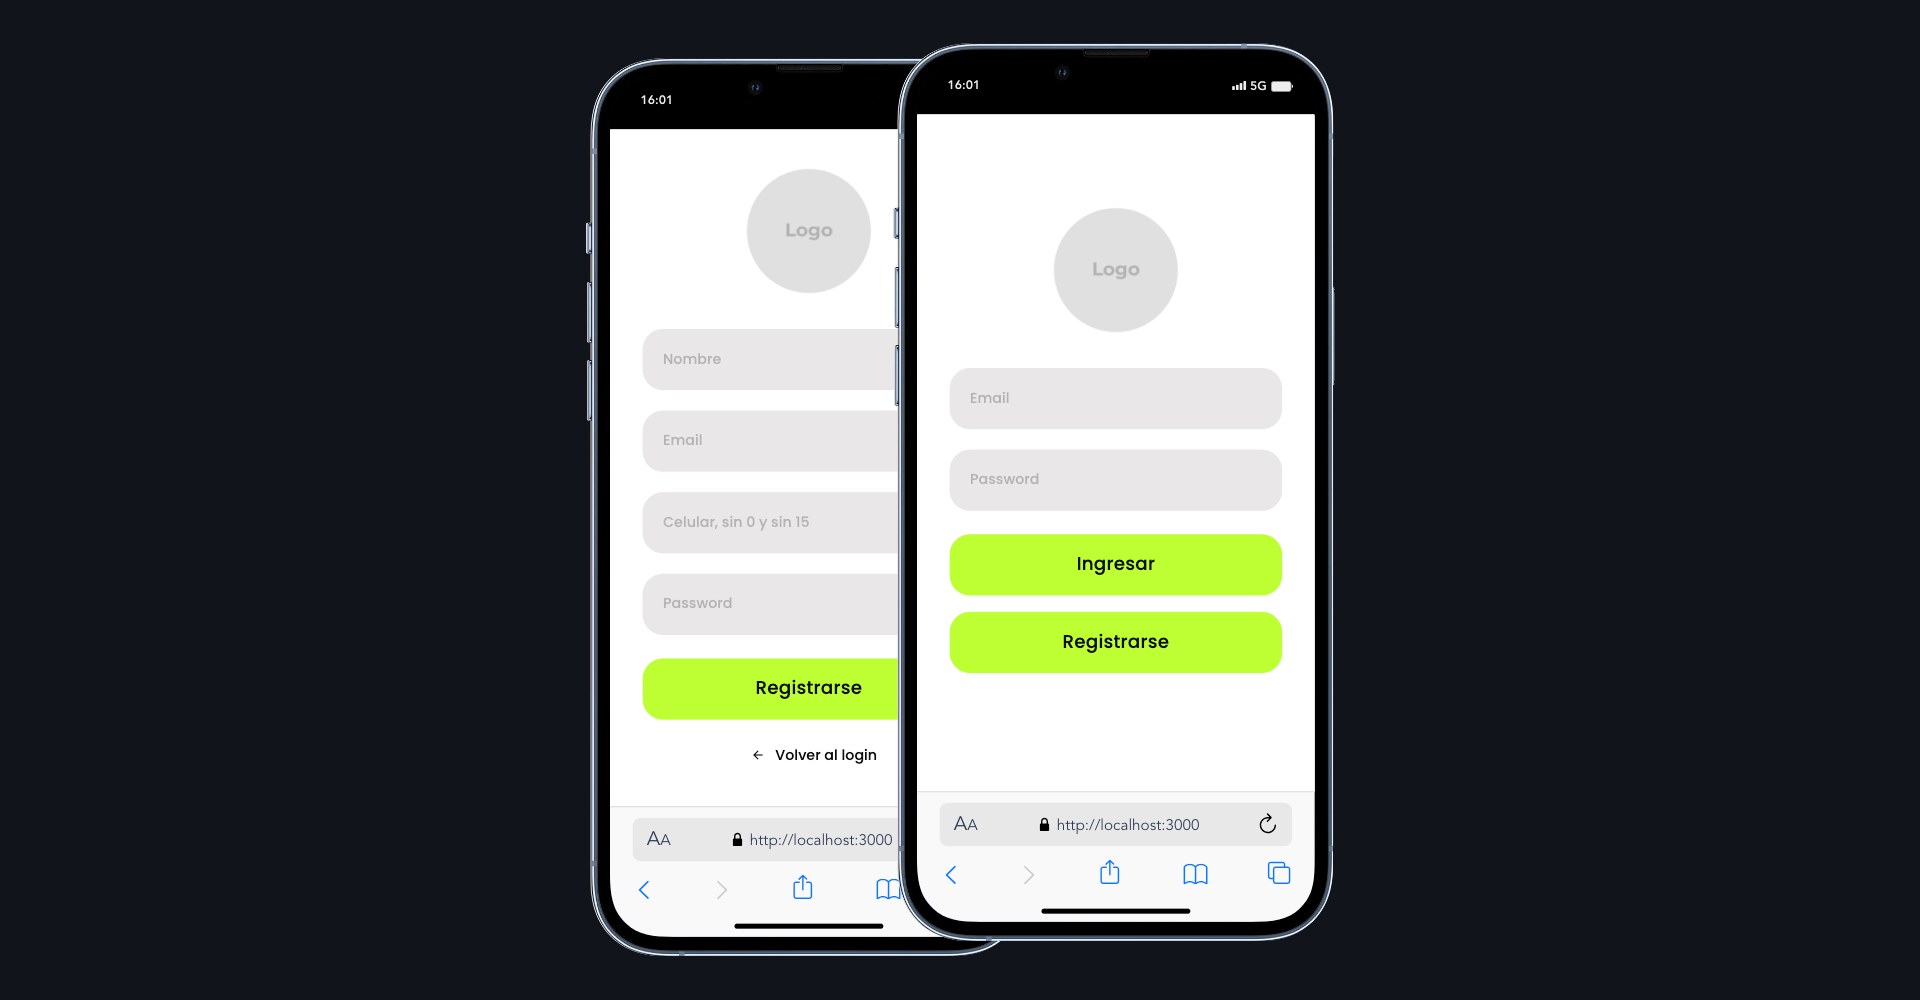 16:01
Logo
Nombre
Email
Celular, sin 0 y sin 15
Password
Registrarse
← Volver al login
AA http://localhost:3000
16:01 5G
Logo
Email
Password
Ingresar
Registrarse
AA http://localhost:3000